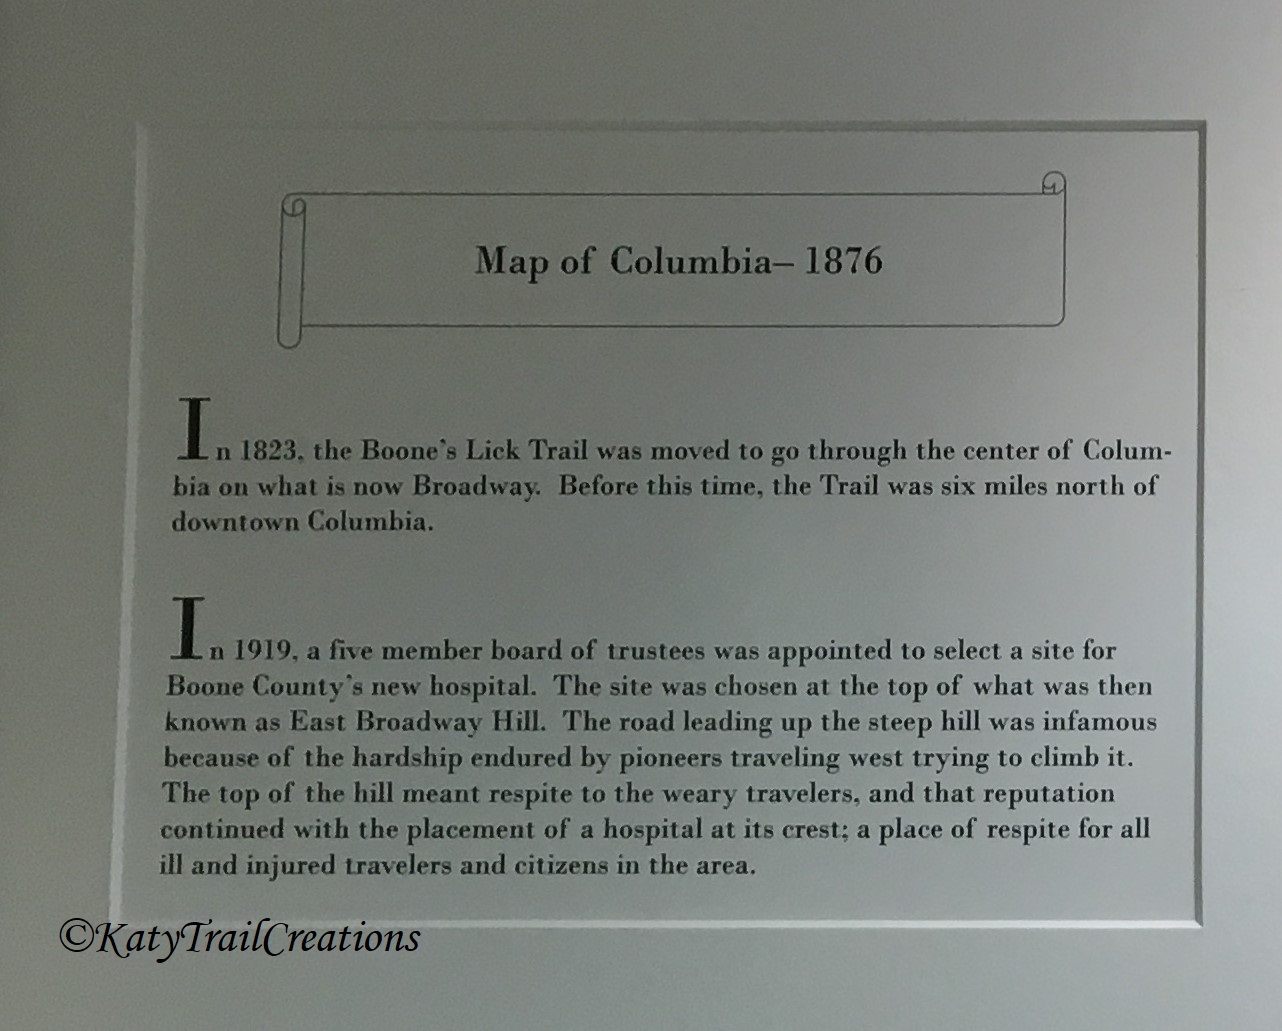 Map of Columbia– 1876
In 1823, the Boone's Lick Trail was moved to go through the center of Colum-
bia on what is now Broadway. Before this time, the Trail was six miles north of
downtown Columbia.
In 1919, a five member board of trustees was appointed to select a site for
Boone County's new hospital. The site was chosen at the top of what was then
known as East Broadway Hill. The road leading up the steep hill was infamous
because of the hardship endured by pioneers traveling west trying to climb it.
The top of the hill meant respite to the weary travelers, and that reputation
continued with the placement of a hospital at its crest; a place of respite for all
ill and injured travelers and citizens in the area.
©KatyTrailCreations